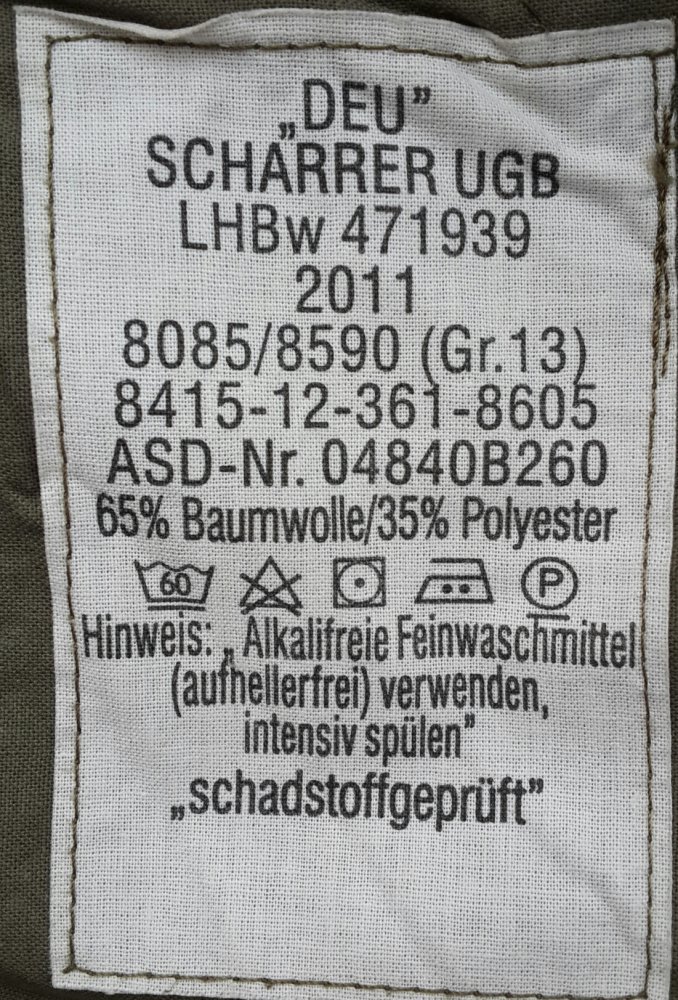 „DEU”
SCHARRER UGB
LHBw 471939
2011
8085/8590 (Gr.13)
8415-12-361-8605
ASD-Nr. 04840B260
65% Baumwolle/35% Polyester
60 P
Hinweis: „ Alkalifreie Feinwaschmittel
(aufhellerfrei) verwenden,
intensiv spülen”
„schadstoffgeprüft”